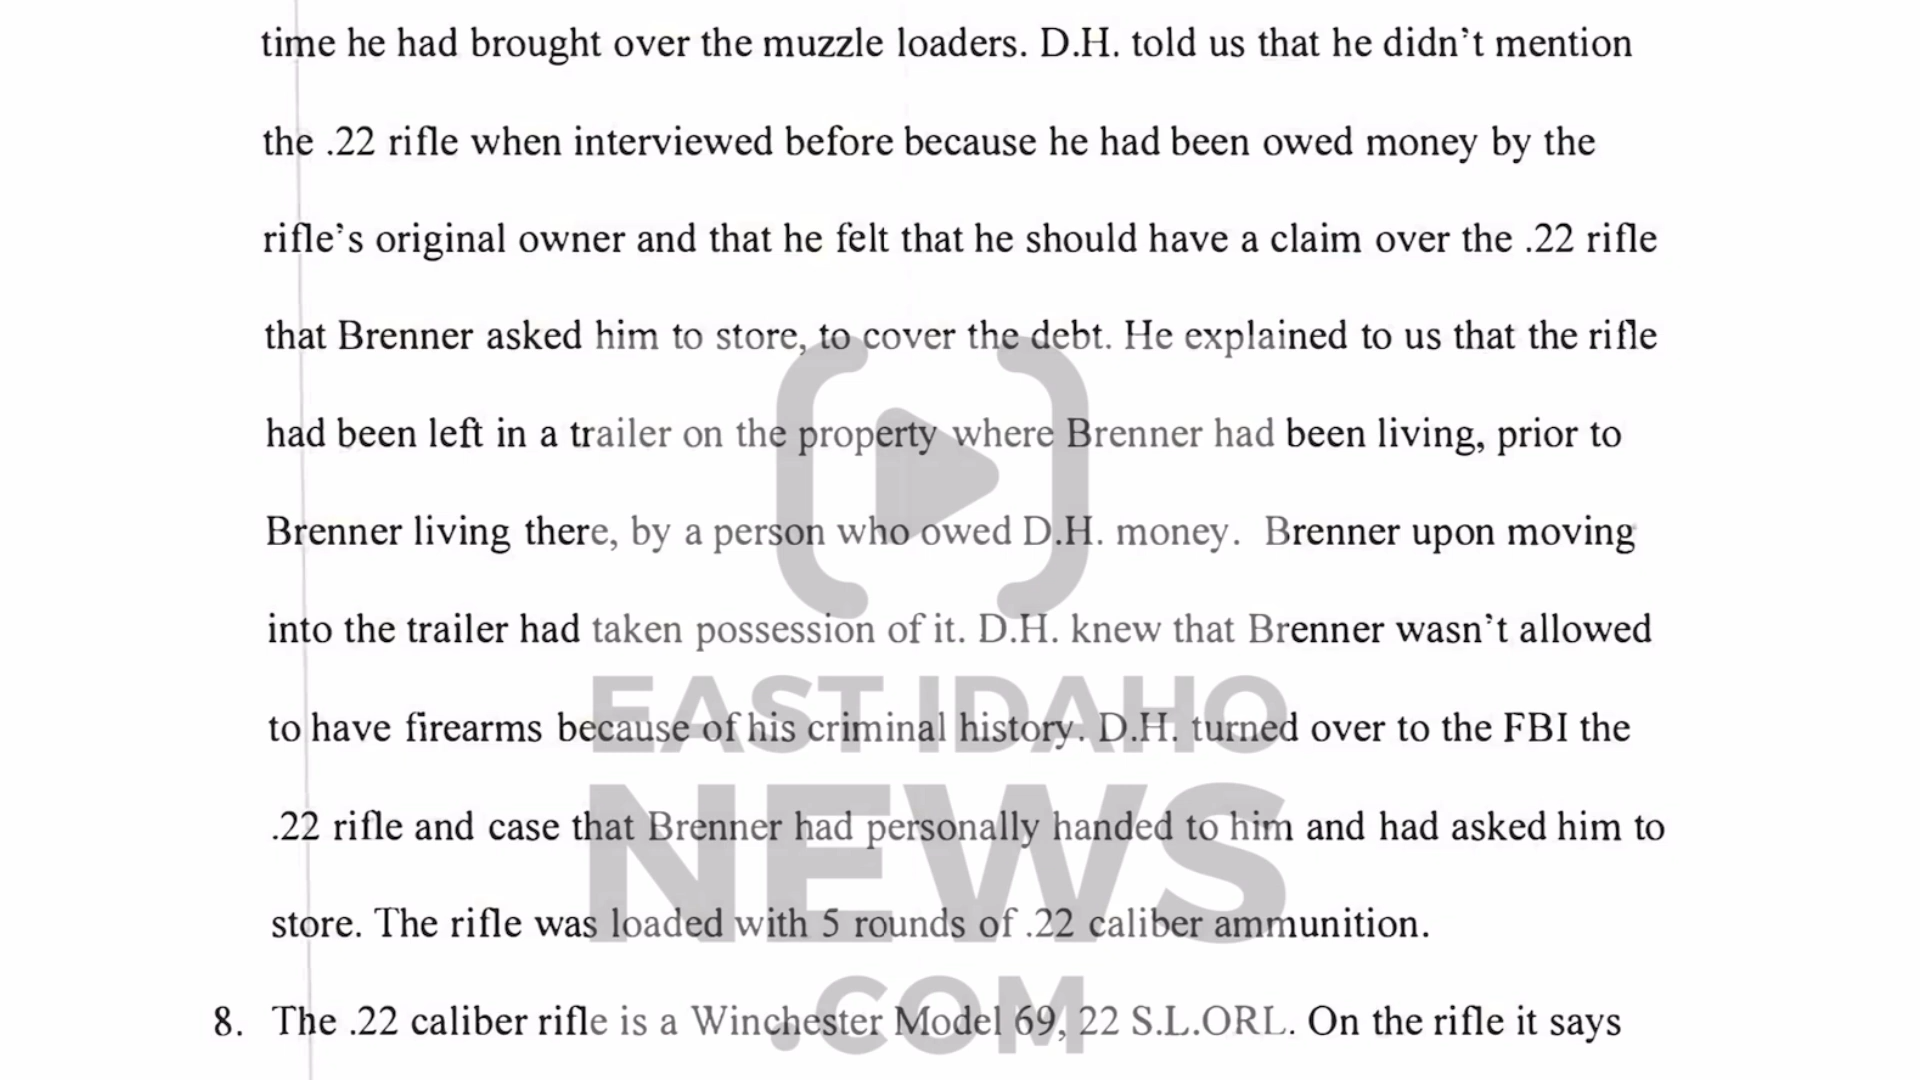 time he had brought over the muzzle loaders. D.H. told us that he didn't mention
the .22 rifle when interviewed before because he had been owed money by the
rifle's original owner and that he felt that he should have a claim over the .22 rifle
that Brenner asked him to store, to cover the debt. He explained to us that the rifle
had been left in a trailer on the property where Brenner had been living, prior to
Brenner living there, by a person who owed D.H. money. Brenner upon moving
into the trailer had taken possession of it. D.H. knew that Brenner wasn't allowed
to have firearms because of his criminal history. D.H. turned over to the FBI the
.22 rifle and case that Brenner had personally handed to him and had asked him to
store. The rifle was loaded with 5 rounds of .22 caliber ammunition.
8. The .22 caliber rifle is a Winchester Model 69, 22 S.L.ORL. On the rifle it says
EAST IDAHO
NEWS
.COM